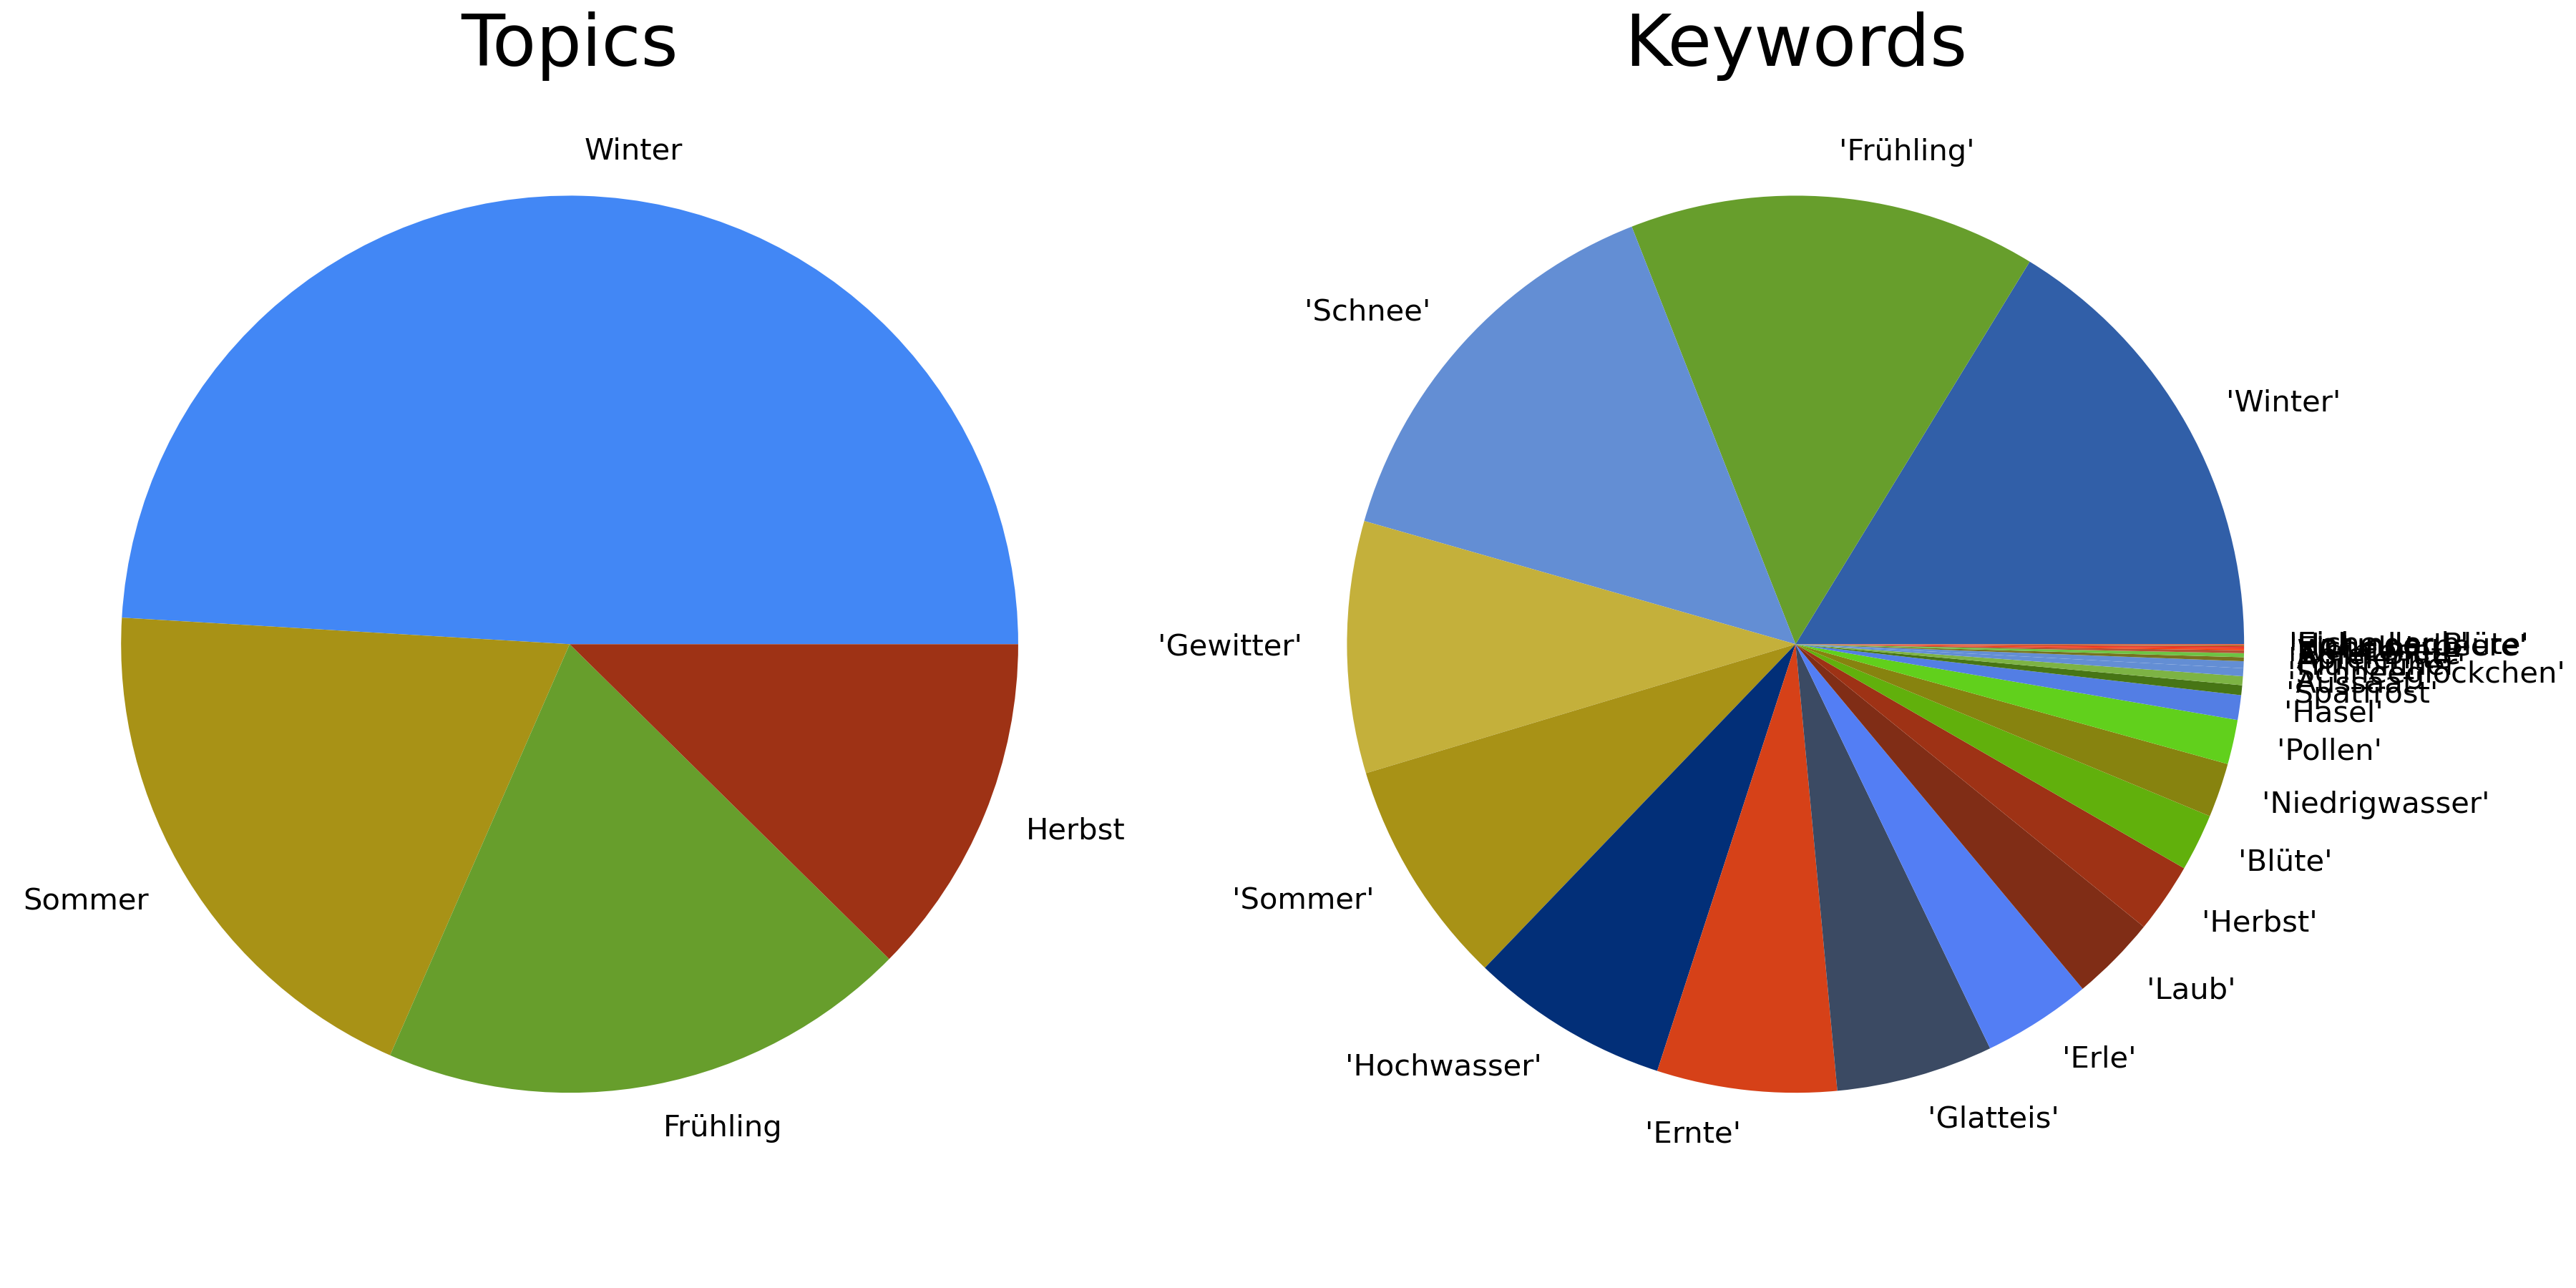 Topics
Winter
Sommer
Frühling
Herbst
Keywords
'Winter'
'Frühling'
'Schnee'
'Gewitter'
'Sommer'
'Hochwasser'
'Ernte'
'Glatteis'
'Erle'
'Laub'
'Herbst'
'Blüte'
'Niedrigwasser'
'Pollen'
'Hasel'
'Spätfrost'
'Aussaat'
'Schneeglöckchen'